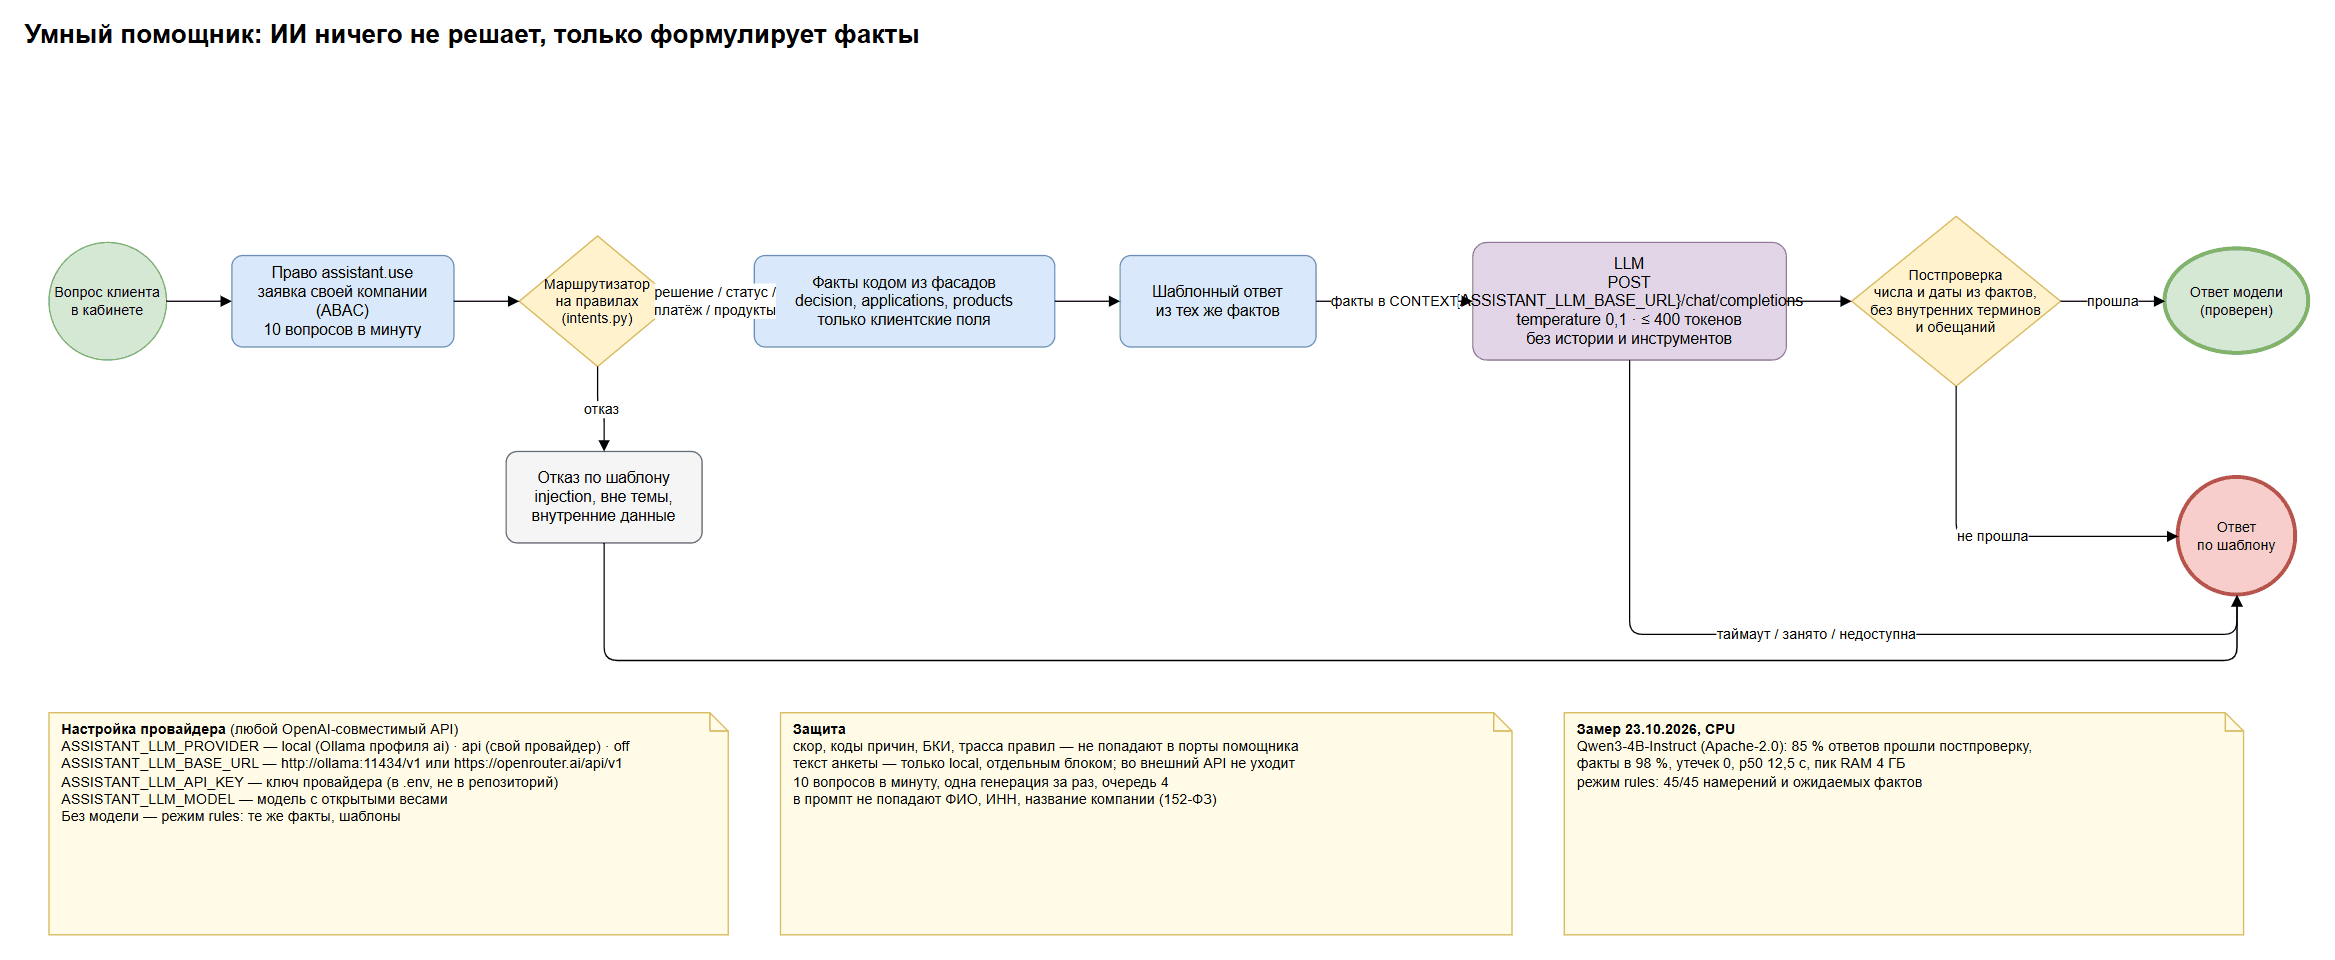 Умный помощник: ИИ ничего не решает, только формулирует факты
Вопрос клиента
в кабинете
Право assistant.use
заявка своей компании
(ABAC)
10 вопросов в минуту
Маршрутизатор
на правилах
(intents.py)
решение / статус /
платёж / продукты
Факты кодом из фасадов
decision, applications, products
только клиентские поля
Шаблонный ответ
из тех же фактов
факты в CONTEXT
LLM
POST
{ASSISTANT_LLM_BASE_URL}/chat/completions
temperature 0,1 · ≤ 400 токенов
без истории и инструментов
Постпроверка
числа и даты из фактов,
без внутренних терминов
и обещаний
прошла
Ответ модели
(проверен)
отказ
Отказ по шаблону
injection, вне темы,
внутренние данные
не прошла
Ответ
по шаблону
таймаут / занято / недоступна
Настройка провайдера (любой OpenAI-совместимый API)
ASSISTANT_LLM_PROVIDER — local (Ollama профиля ai) · api (свой провайдер) · off
ASSISTANT_LLM_BASE_URL — http://ollama:11434/v1 или https://openrouter.ai/api/v1
ASSISTANT_LLM_API_KEY — ключ провайдера (в .env, не в репозиторий)
ASSISTANT_LLM_MODEL — модель с открытыми весами
Без модели — режим rules: те же факты, шаблоны
Защита
скор, коды причин, БКИ, трасса правил — не попадают в порты помощника
текст анкеты — только local, отдельным блоком; во внешний API не уходит
10 вопросов в минуту, одна генерация за раз, очередь 4
в промпт не попадают ФИО, ИНН, название компании (152-ФЗ)
Замер 23.10.2026, CPU
Qwen3-4B-Instruct (Apache-2.0): 85 % ответов прошли постпроверку,
факты в 98 %, утечек 0, p50 12,5 с, пик RAM 4 ГБ
режим rules: 45/45 намерений и ожидаемых фактов